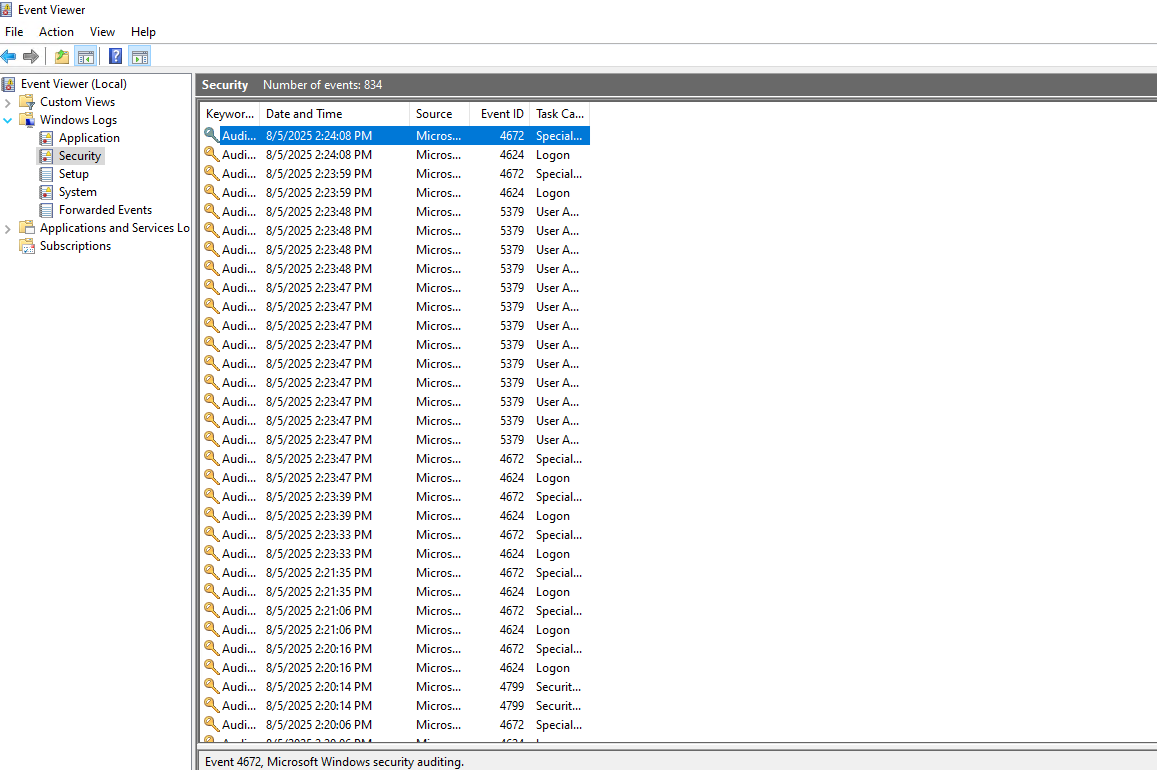 Event Viewer
File Action View Help
Event Viewer (Local)
Custom Views
Windows Logs
Application
Security
Setup
System
Forwarded Events
Applications and Services Lo
Subscriptions
Security Number of events: 834
Keywor... Date and Time Source Event ID Task Ca...
Audi... 8/5/2025 2:24:08 PM Micros... 4672 Special...
Audi... 8/5/2025 2:24:08 PM Micros... 4624 Logon
Audi... 8/5/2025 2:23:59 PM Micros... 4672 Special...
Audi... 8/5/2025 2:23:59 PM Micros... 4624 Logon
Audi... 8/5/2025 2:23:48 PM Micros... 5379 User A...
Audi... 8/5/2025 2:23:48 PM Micros... 5379 User A...
Audi... 8/5/2025 2:23:48 PM Micros... 5379 User A...
Audi... 8/5/2025 2:23:48 PM Micros... 5379 User A...
Audi... 8/5/2025 2:23:47 PM Micros... 5379 User A...
Audi... 8/5/2025 2:23:47 PM Micros... 5379 User A...
Audi... 8/5/2025 2:23:47 PM Micros... 5379 User A...
Audi... 8/5/2025 2:23:47 PM Micros... 5379 User A...
Audi... 8/5/2025 2:23:47 PM Micros... 5379 User A...
Audi... 8/5/2025 2:23:47 PM Micros... 5379 User A...
Audi... 8/5/2025 2:23:47 PM Micros... 5379 User A...
Audi... 8/5/2025 2:23:47 PM Micros... 5379 User A...
Audi... 8/5/2025 2:23:47 PM Micros... 5379 User A...
Audi... 8/5/2025 2:23:47 PM Micros... 4672 Special...
Audi... 8/5/2025 2:23:47 PM Micros... 4624 Logon
Audi... 8/5/2025 2:23:39 PM Micros... 4672 Special...
Audi... 8/5/2025 2:23:39 PM Micros... 4624 Logon
Audi... 8/5/2025 2:23:33 PM Micros... 4672 Special...
Audi... 8/5/2025 2:23:33 PM Micros... 4624 Logon
Audi... 8/5/2025 2:21:35 PM Micros... 4672 Special...
Audi... 8/5/2025 2:21:35 PM Micros... 4624 Logon
Audi... 8/5/2025 2:21:06 PM Micros... 4672 Special...
Audi... 8/5/2025 2:21:06 PM Micros... 4624 Logon
Audi... 8/5/2025 2:20:16 PM Micros... 4672 Special...
Audi... 8/5/2025 2:20:16 PM Micros... 4624 Logon
Audi... 8/5/2025 2:20:14 PM Micros... 4799 Securit...
Audi... 8/5/2025 2:20:14 PM Micros... 4799 Securit...
Audi... 8/5/2025 2:20:06 PM Micros... 4672 Special...
Event 4672, Microsoft Windows security auditing.